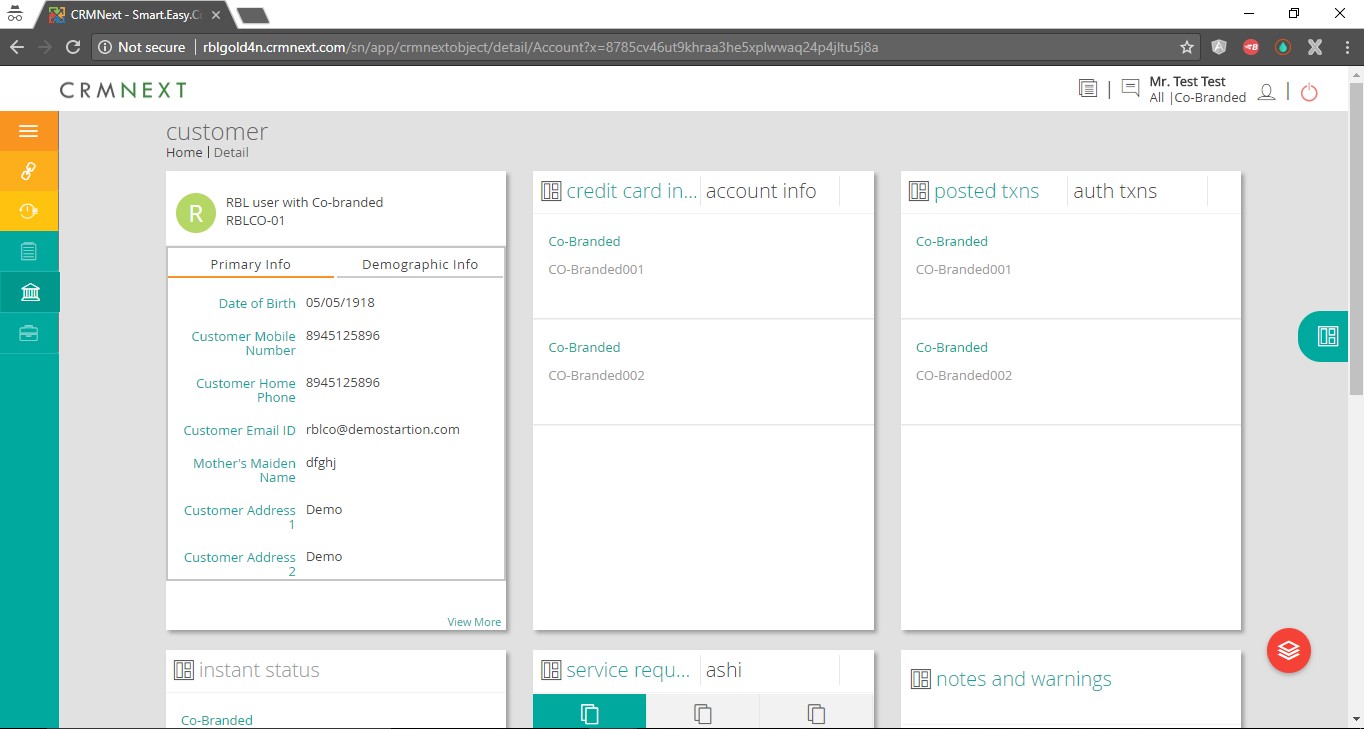 CRMNext - Smart.Easy.C
Not secure rblgold4n.crmnext.com/sn/app/crmnextobject/detail/Account?x=8785cv46ut9khraa3he5xplwwaq24p4jltu5j8a
CRMNEXT
Mr. Test Test
All |Co-Branded
customer
Home | Detail
R
RBL user with Co-branded
RBLCO-01
Primary Info
Demographic Info
Date of Birth 05/05/1918
Customer Mobile Number 8945125896
Customer Home Phone 8945125896
Customer Email ID rblco@demostartion.com
Mother's Maiden Name dfghj
Customer Address 1 Demo
Customer Address 2 Demo
View More
credit card in... account info
Co-Branded
CO-Branded001
Co-Branded
CO-Branded002
posted txns auth txns
Co-Branded
CO-Branded001
Co-Branded
CO-Branded002
instant status
Co-Branded
service requ... ashi
notes and warnings